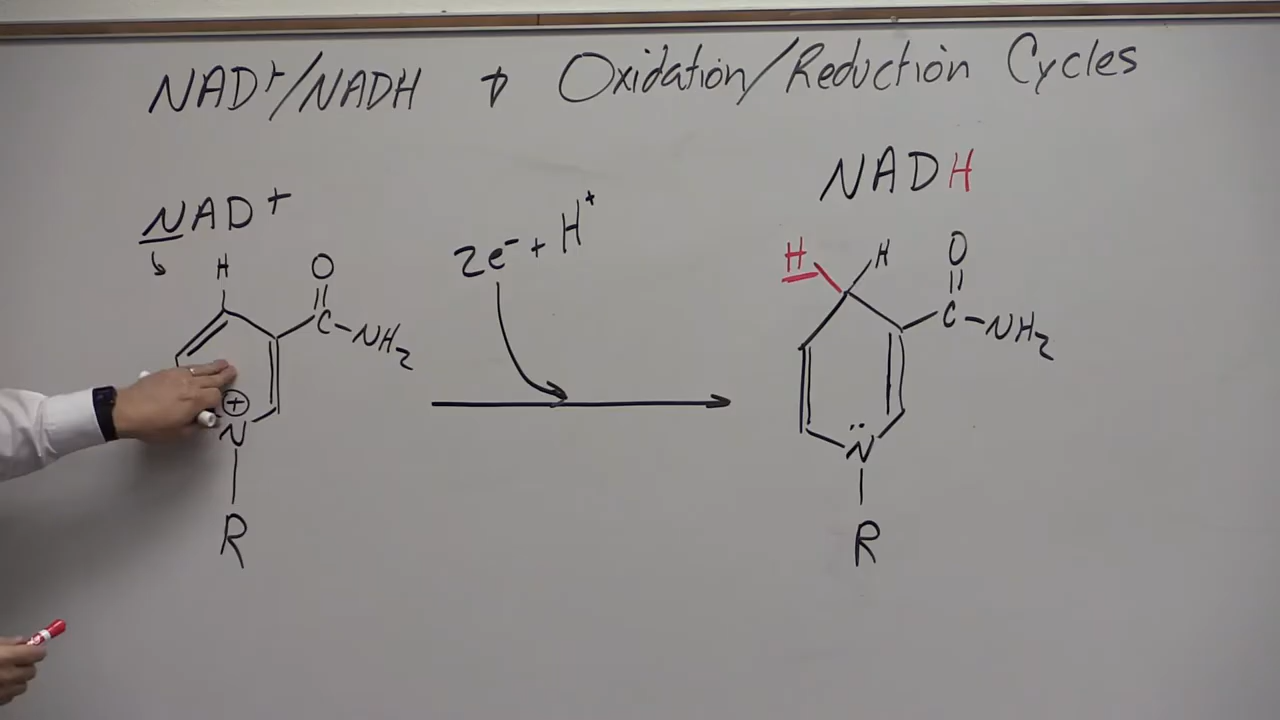 NAD+/NADH + Oxidation/Reduction Cycles
NADH
NAD+
2e- + H+
H
O
H
H
O
C-NH2
C-NH2
+
N
N
R
R